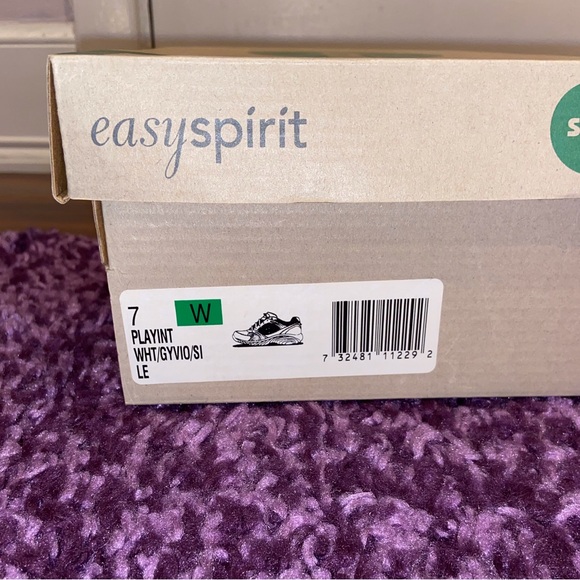 easyspirit
S
7 W
PLAYINT
WHT/GYVIO/SI
LE
7 32481 11229 2